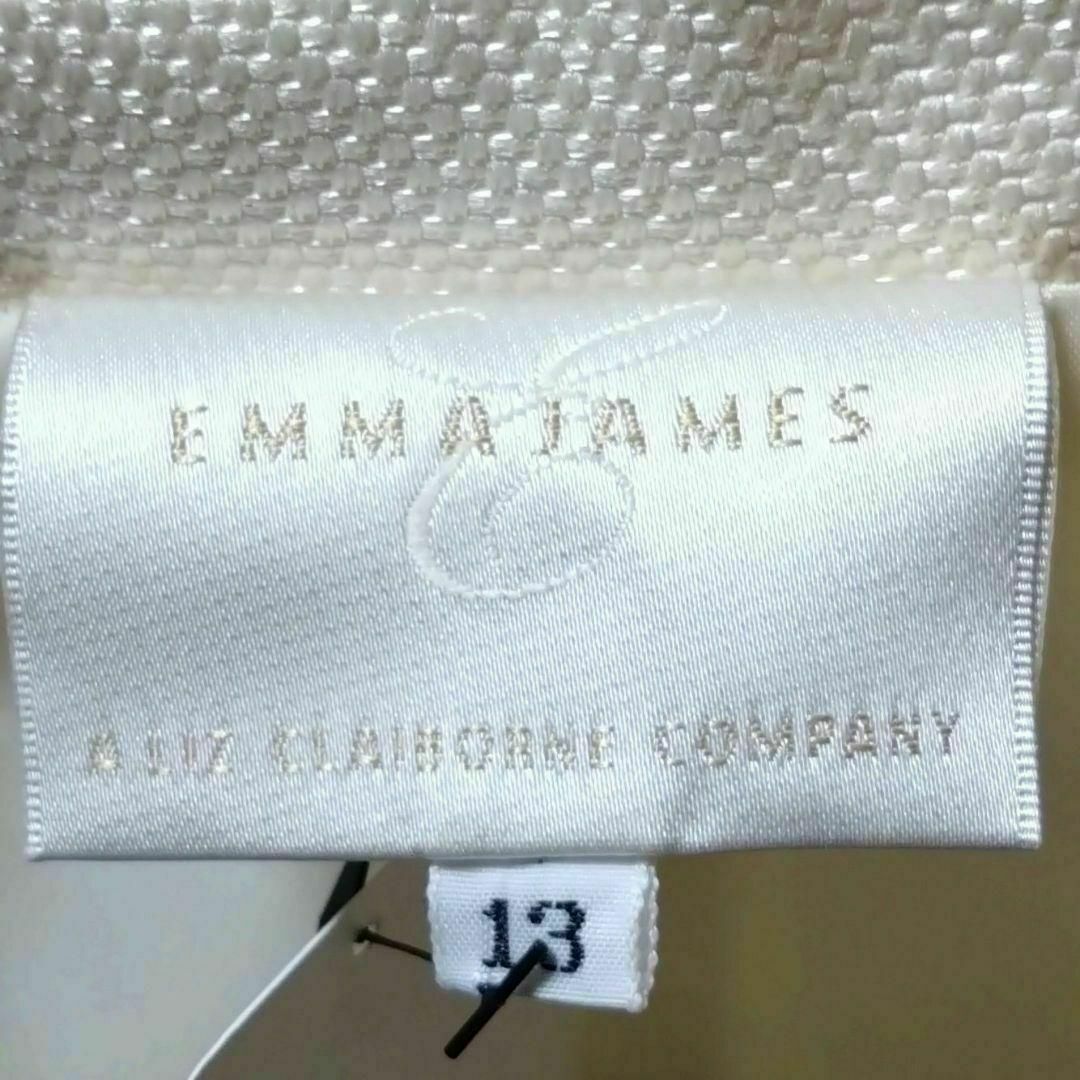 EMMA JAMES
A LIZ CLAIBORNE COMPANY
13